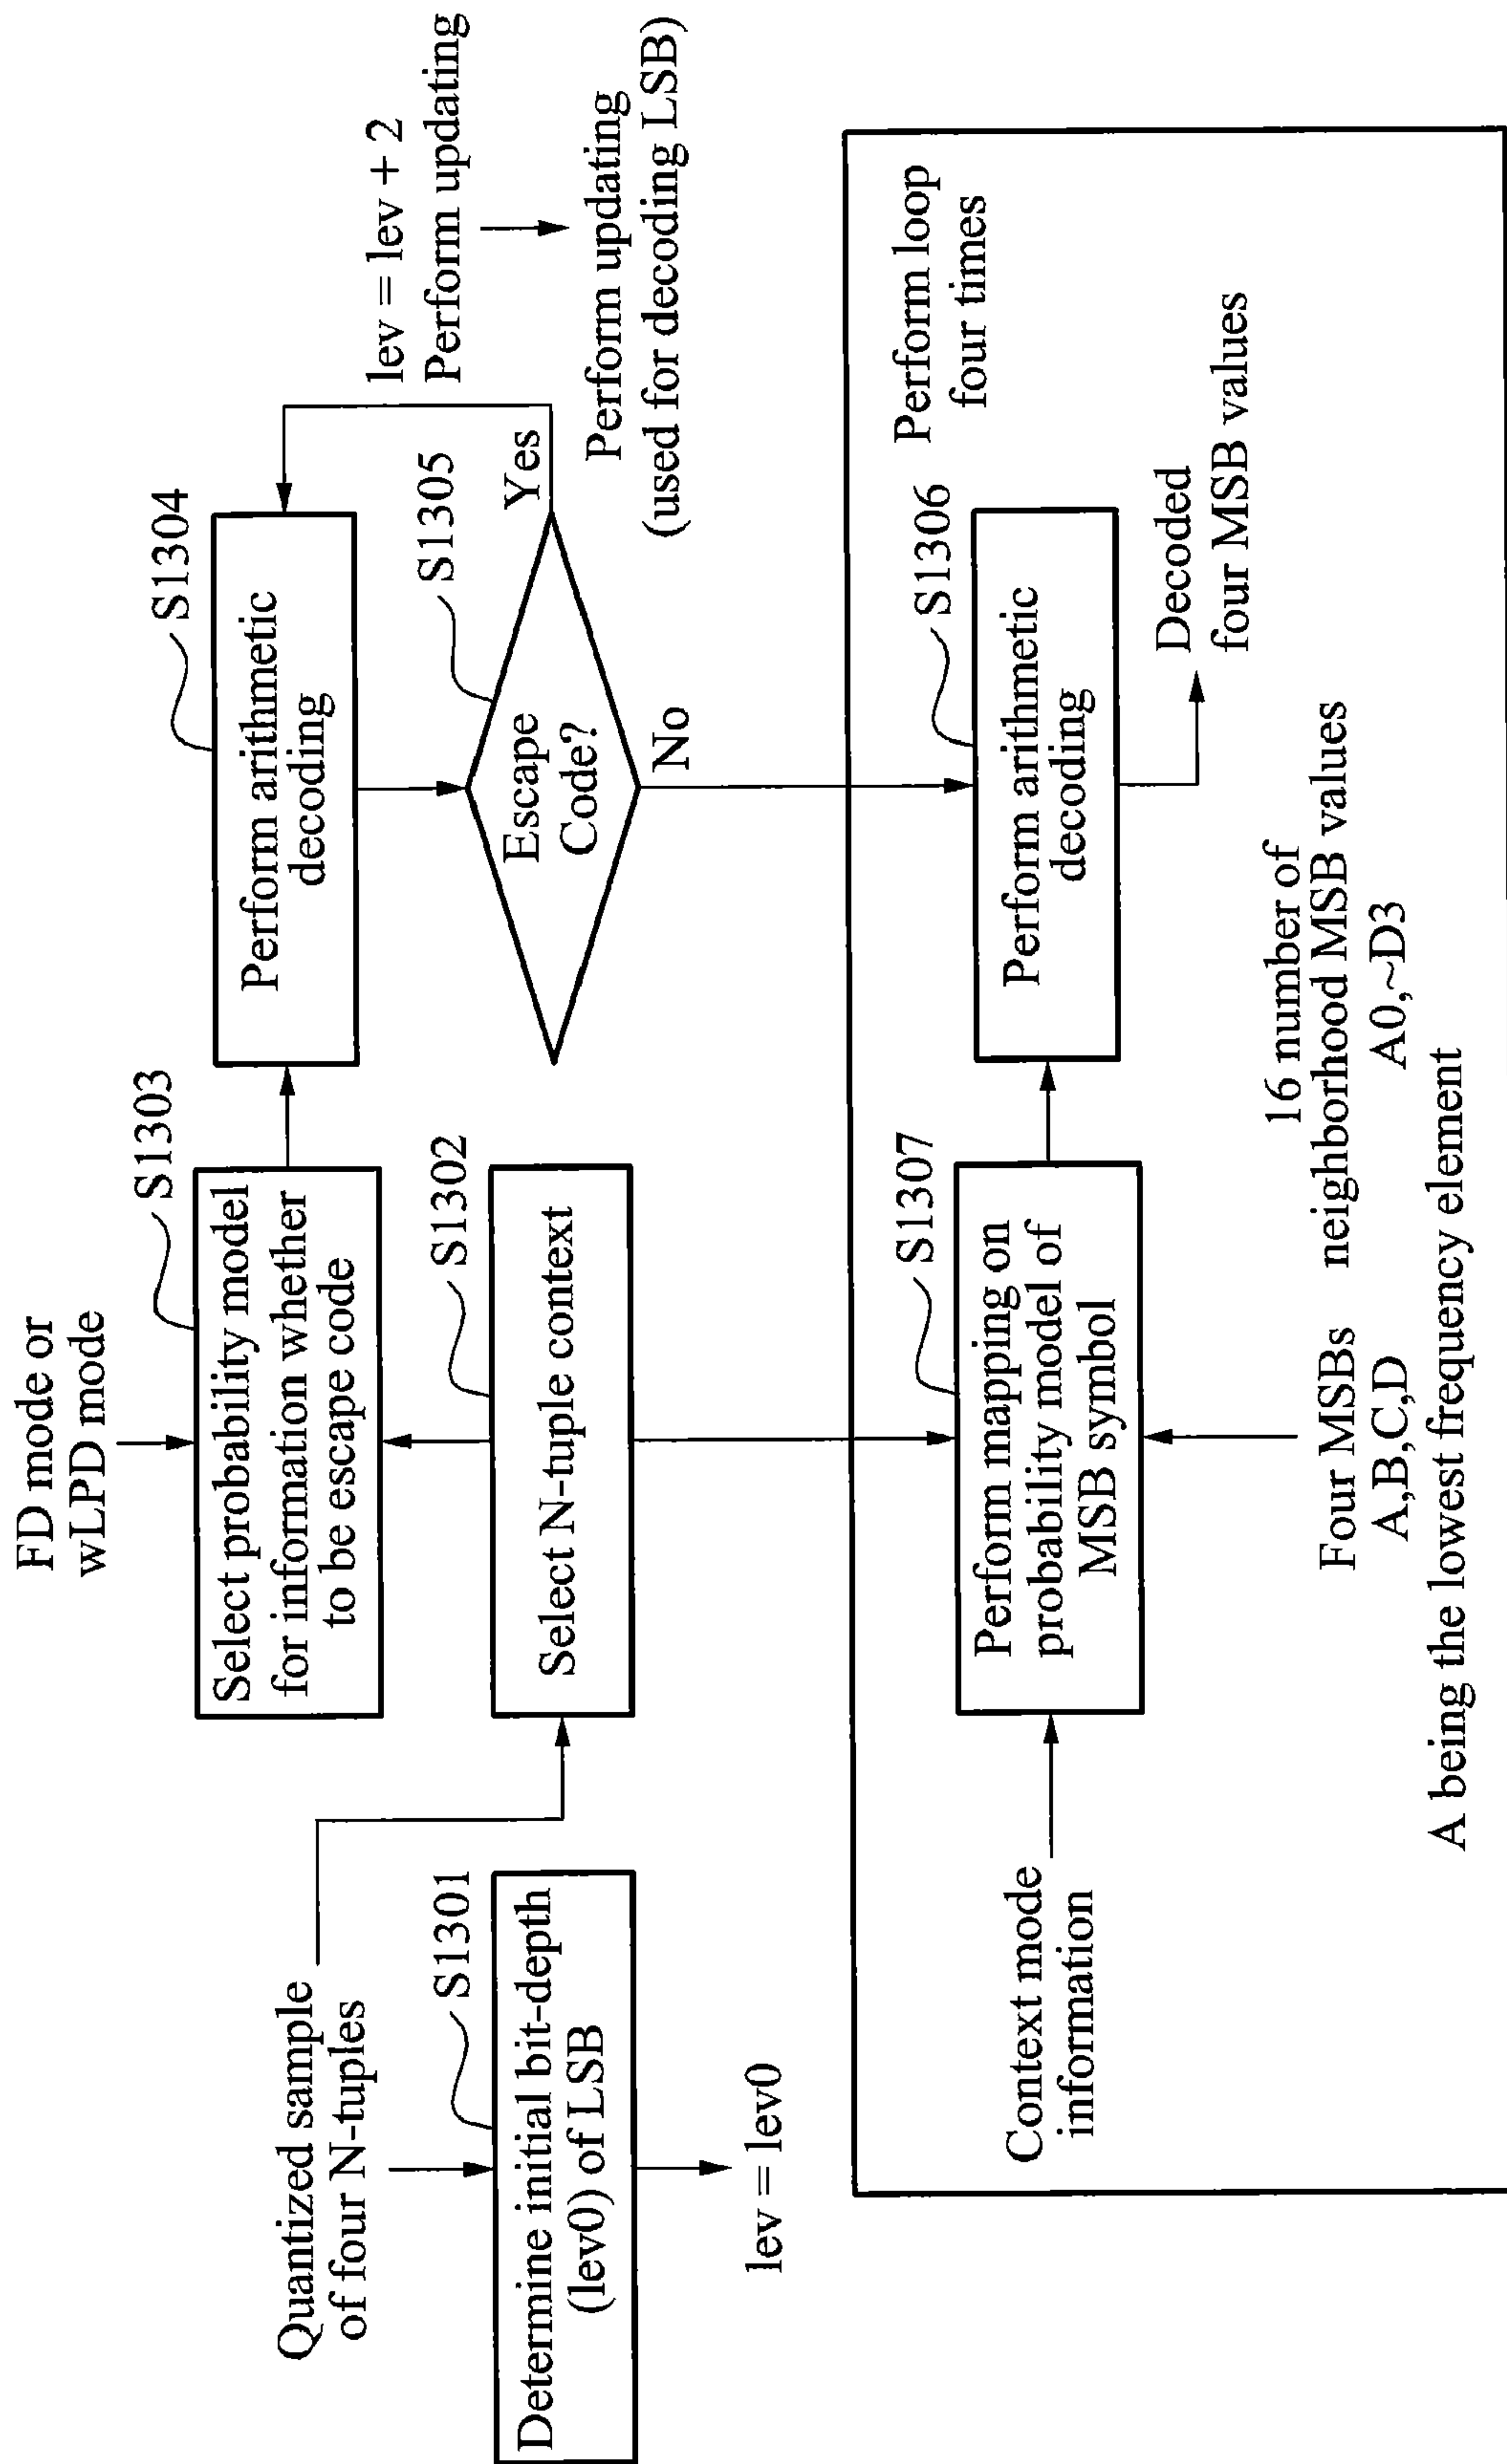 FD mode or
wLPD mode
Quantized sample
of four N-tuples
S1301
Determine initial bit-depth
(lev0) of LSB
lev = lev0
S1302
Select N-tuple context
S1303
Select probability model
for information whether
to be escape code
S1304
Perform arithmetic
decoding
S1305
Escape
Code?
Yes
No
lev = lev + 2
Perform updating
Perform updating
(used for decoding LSB)
Perform loop
four times
Context mode
information
S1307
Perform mapping on
probability model of
MSB symbol
S1306
Perform arithmetic
decoding
Decoded
four MSB values
Four MSBs
A,B,C,D
16 number of
neighborhood MSB values
A0,~D3
A being the lowest frequency element